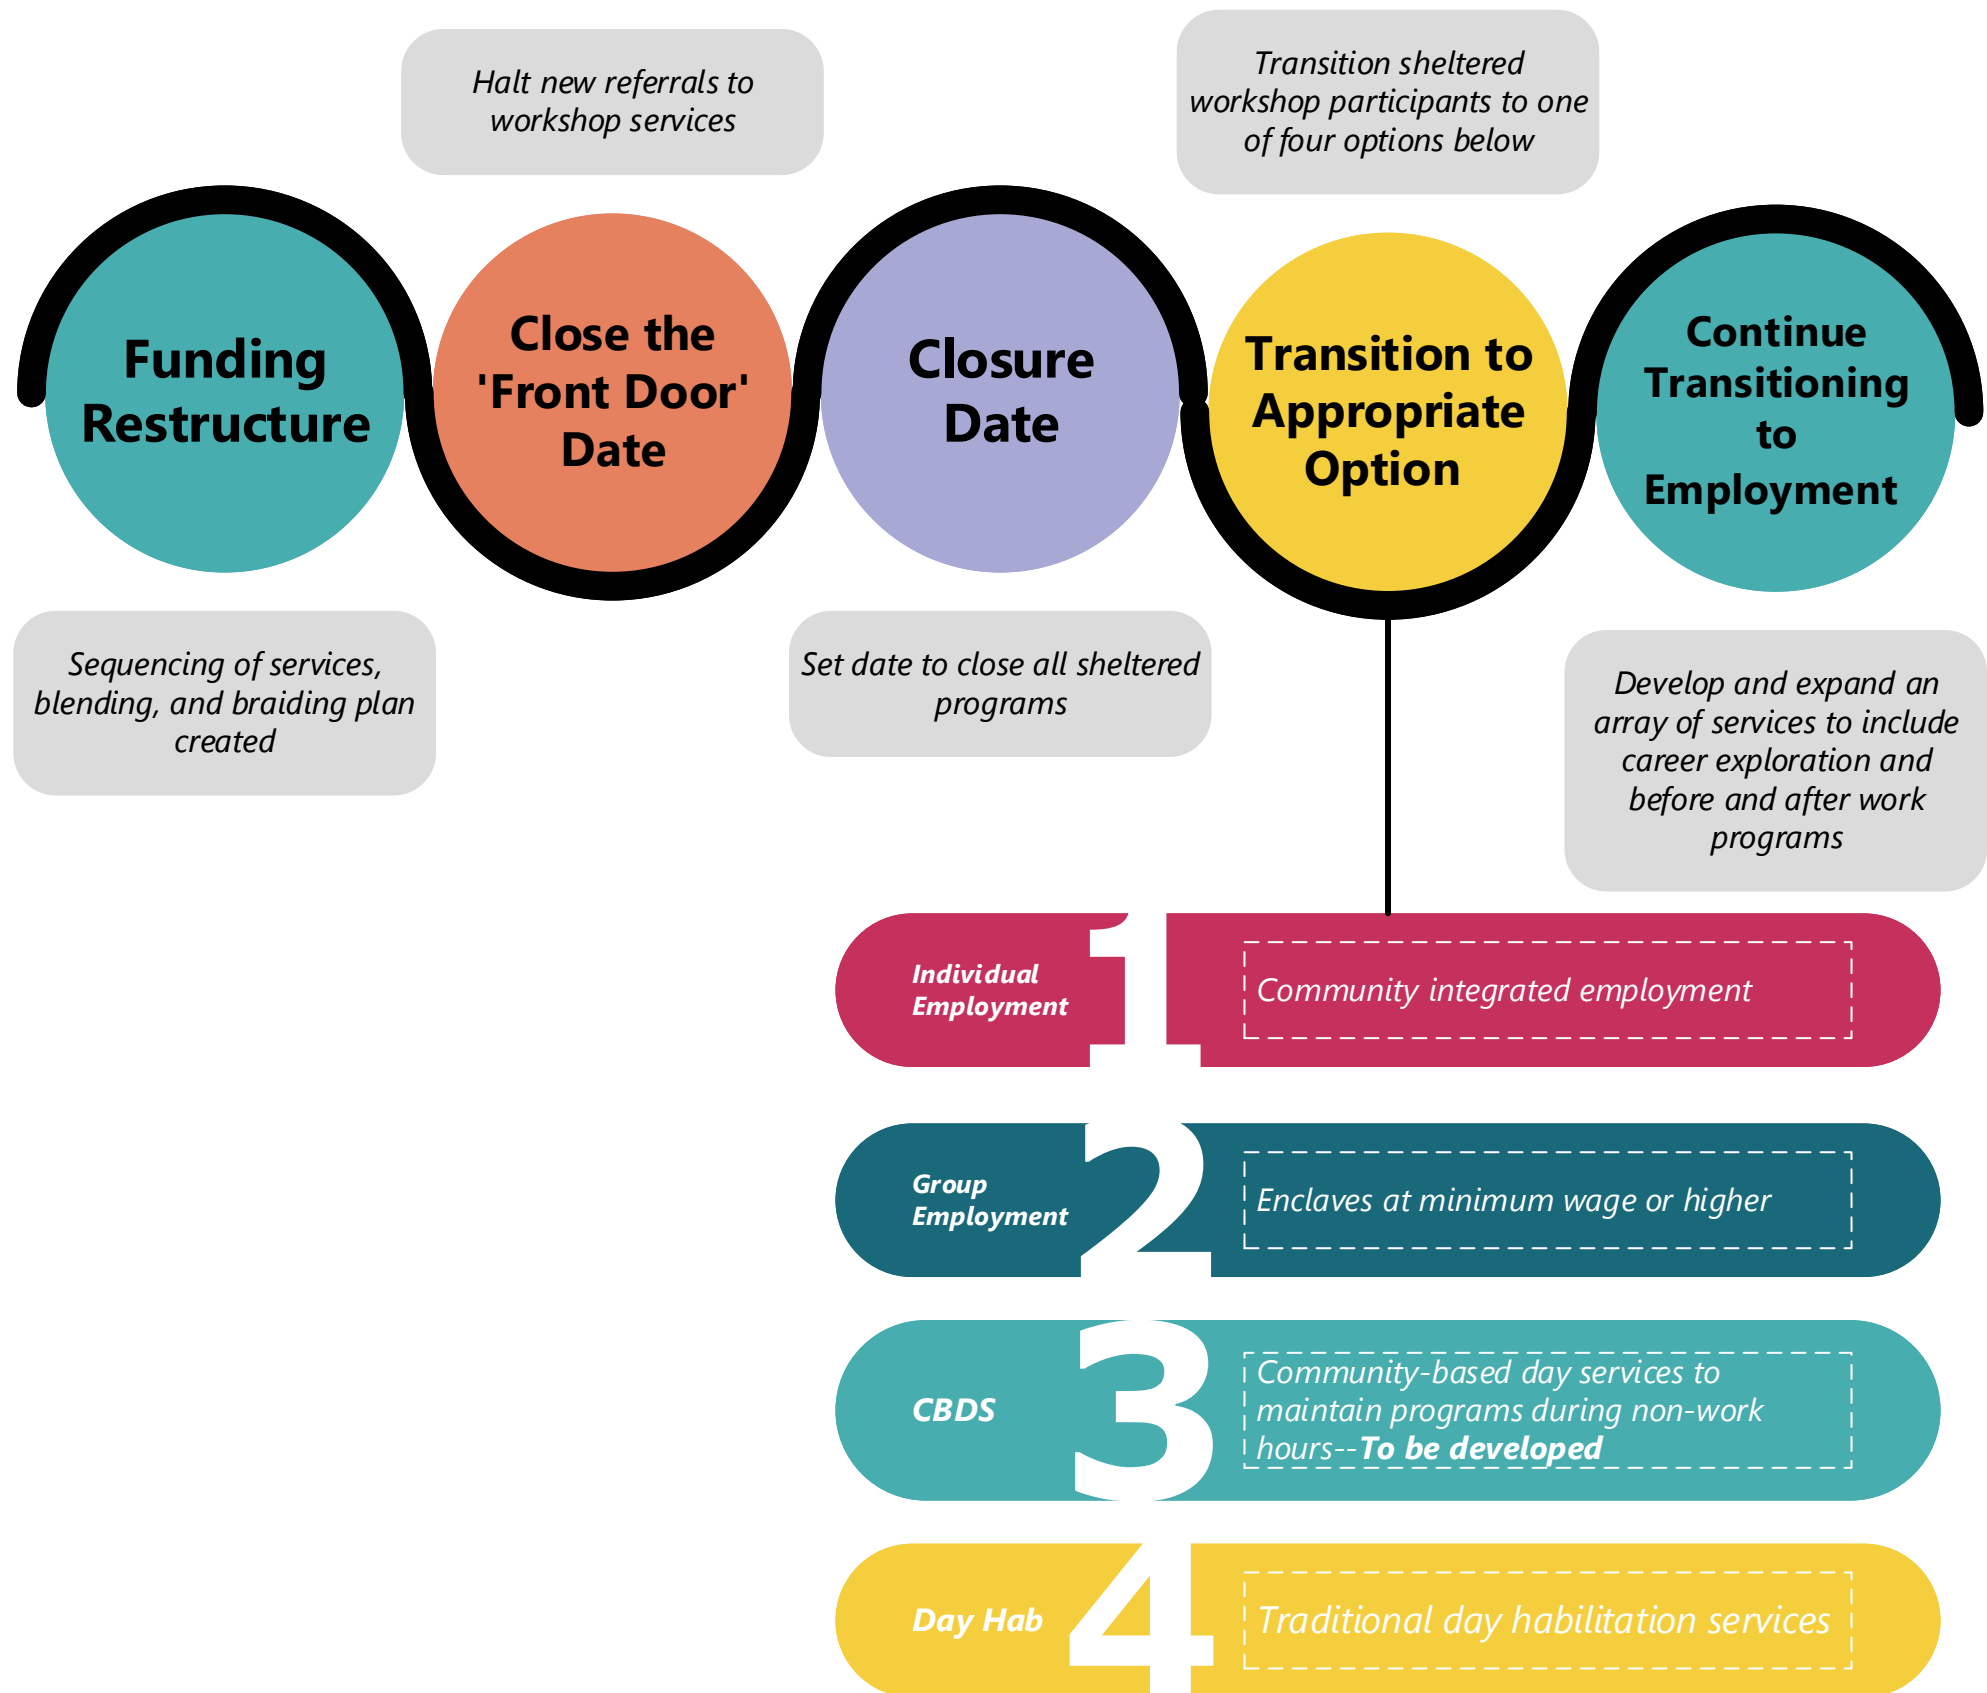 Halt new referrals to
workshop services
Transition sheltered
workshop participants to one
of four options below
Funding
Restructure
Close the
'Front Door'
Date
Closure
Date
Transition to
Appropriate
Option
Continue
Transitioning
to
Employment
Sequencing of services,
blending, and braiding plan
created
Set date to close all sheltered
programs
Develop and expand an
array of services to include
career exploration and
before and after work
programs
Individual
Employment
1
Community integrated employment
Group
Employment
2
Enclaves at minimum wage or higher
CBDS
3
Community-based day services to
maintain programs during non-work
hours--To be developed
Day Hab
4
Traditional day habilitation services